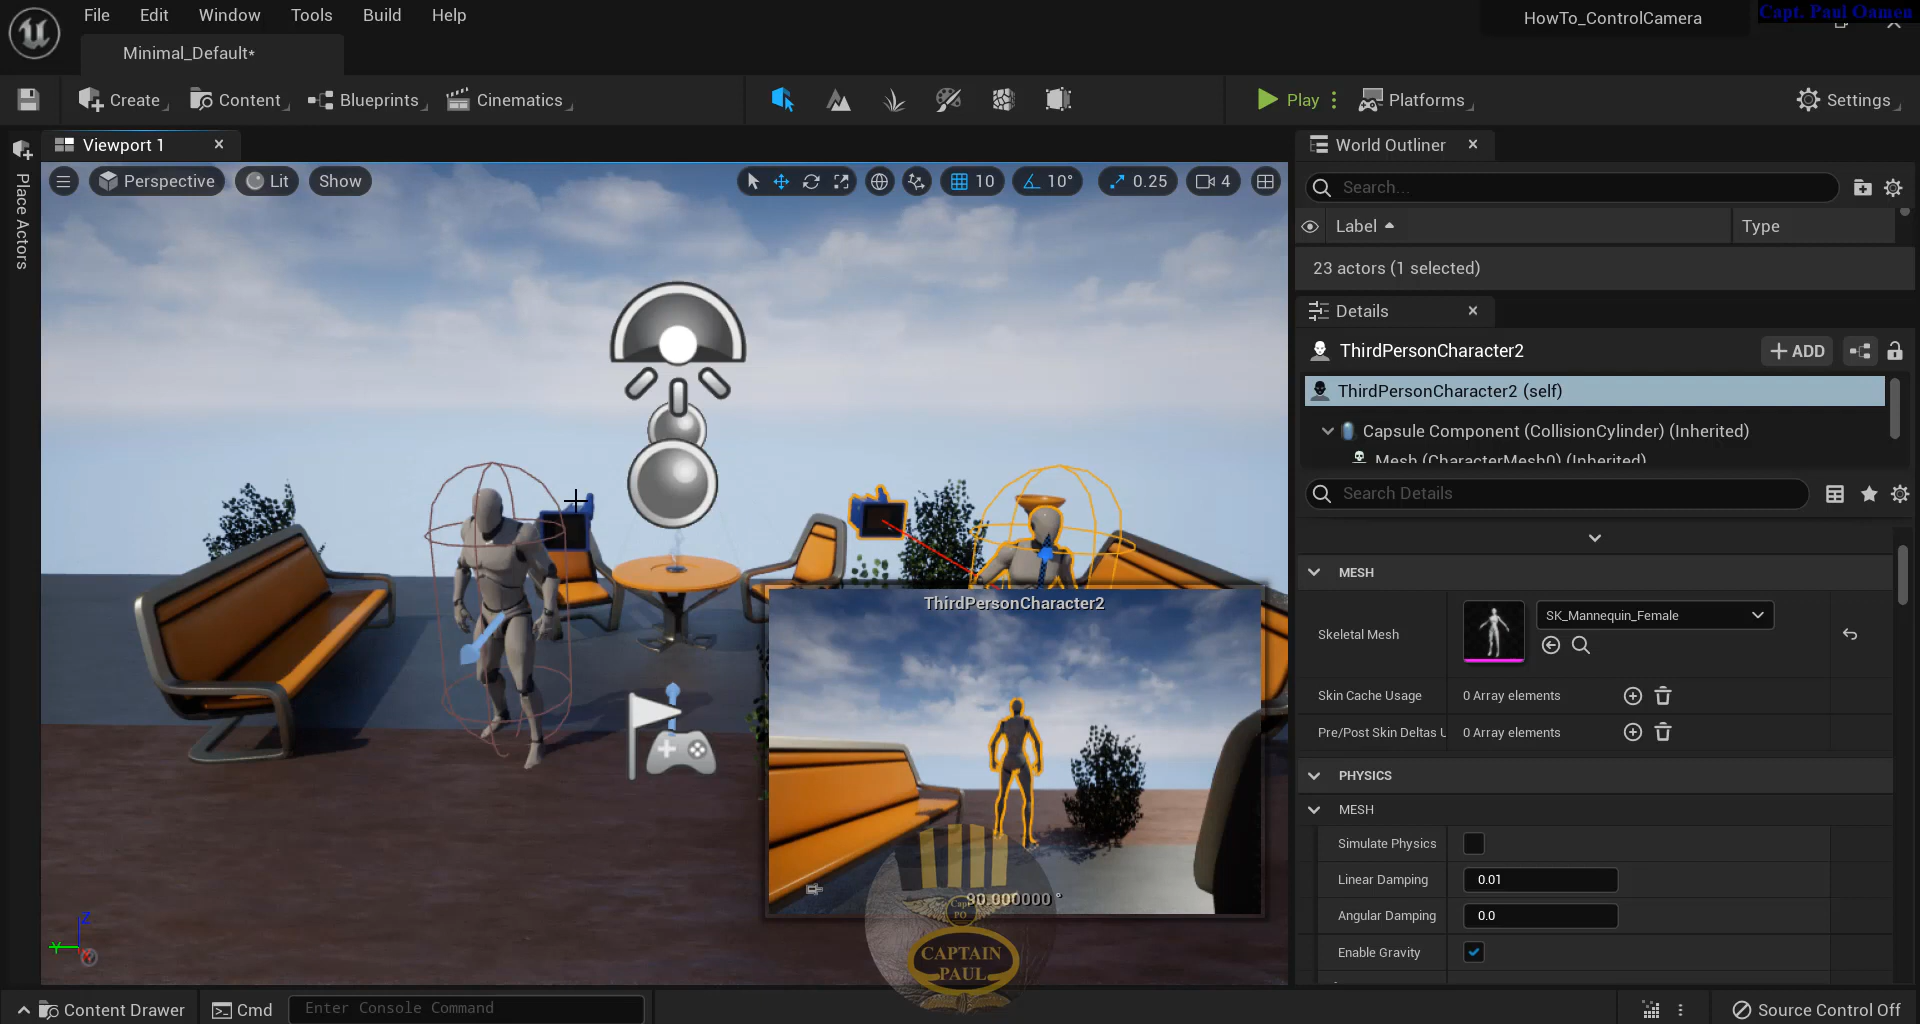 File Edit Window Tools Build Help
HowTo_ControlCamera
Capt. Paul Oamen
Minimal_Default*
Create Content Blueprints Cinematics
Play Platforms Settings
Place Actors
Viewport 1
Perspective Lit Show
10 10° 0.25 4
World Outliner
Search...
Label Type
23 actors (1 selected)
Details
ThirdPersonCharacter2
ADD
ThirdPersonCharacter2 (self)
Capsule Component (CollisionCylinder) (Inherited)
Mesh (CharacterMesh0) (Inherited)
Search Details
MESH
Skeletal Mesh SK_Mannequin_Female
Skin Cache Usage 0 Array elements
Pre/Post Skin Deltas U 0 Array elements
PHYSICS
MESH
Simulate Physics
Linear Damping 0.01
Angular Damping 0.0
Enable Gravity
ThirdPersonCharacter2
90.000000 °
Capt
PO
CAPTAIN
PAUL
Z
Y
X
Content Drawer Cmd Enter Console Command
Source Control Off